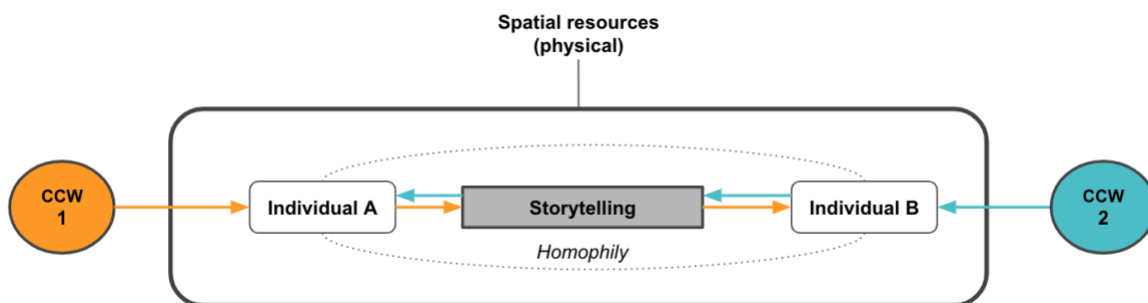 Spatial resources
(physical)
CCW
1
Individual A
Storytelling
Individual B
CCW
2
Homophily